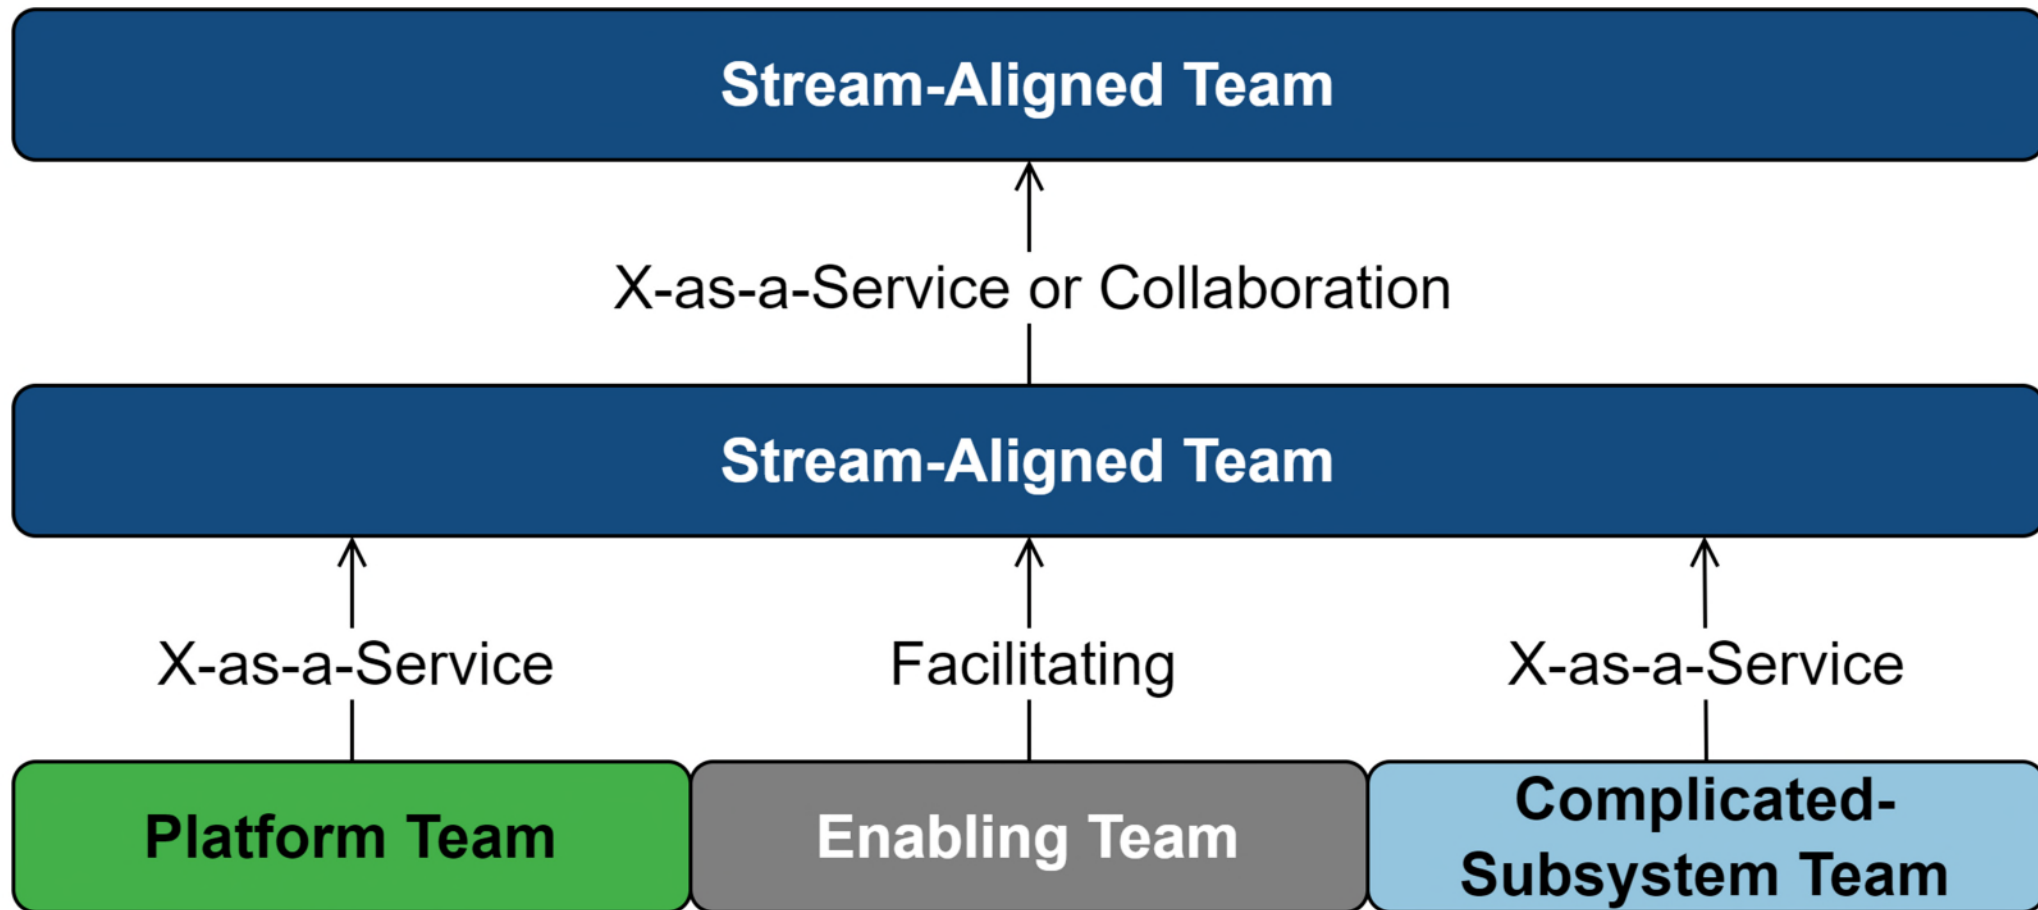 Stream-Aligned Team
X-as-a-Service or Collaboration
Stream-Aligned Team
X-as-a-Service
Facilitating
X-as-a-Service
Platform Team
Enabling Team
Complicated-
Subsystem Team